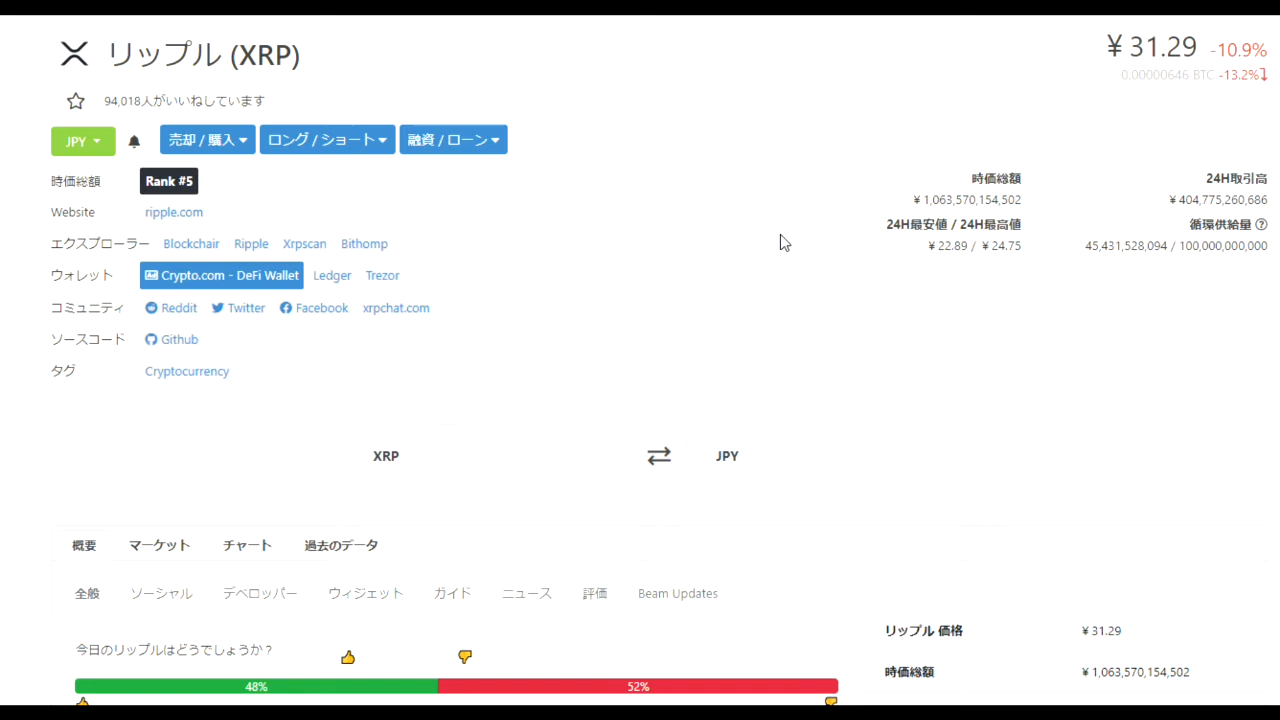 リップル (XRP)
¥31.29 -10.9%
0.00000646 BTC -13.2%
94,018人がいいねしています
JPY 売却 / 購入 ロング / ショート 融資 / ローン
時価総額 Rank #5
Website ripple.com
エクスプローラー Blockchair Ripple Xrpscan Bithomp
ウォレット Crypto.com - DeFi Wallet Ledger Trezor
コミュニティ Reddit Twitter Facebook xrpchat.com
ソースコード Github
タグ Cryptocurrency
時価総額 24H取引高
¥1,063,570,154,502 ¥404,775,260,686
24H最安値 / 24H最高値 循環供給量 ?
¥22.89 / ¥24.75 45,431,528,094 / 100,000,000,000
XRP JPY
概要 マーケット チャート 過去のデータ
全般 ソーシャル デベロッパー ウィジェット ガイド ニュース 評価 Beam Updates
今日のリップルはどうでしょうか？
48% 52%
リップル 価格 ¥31.29
時価総額 ¥1,063,570,154,502